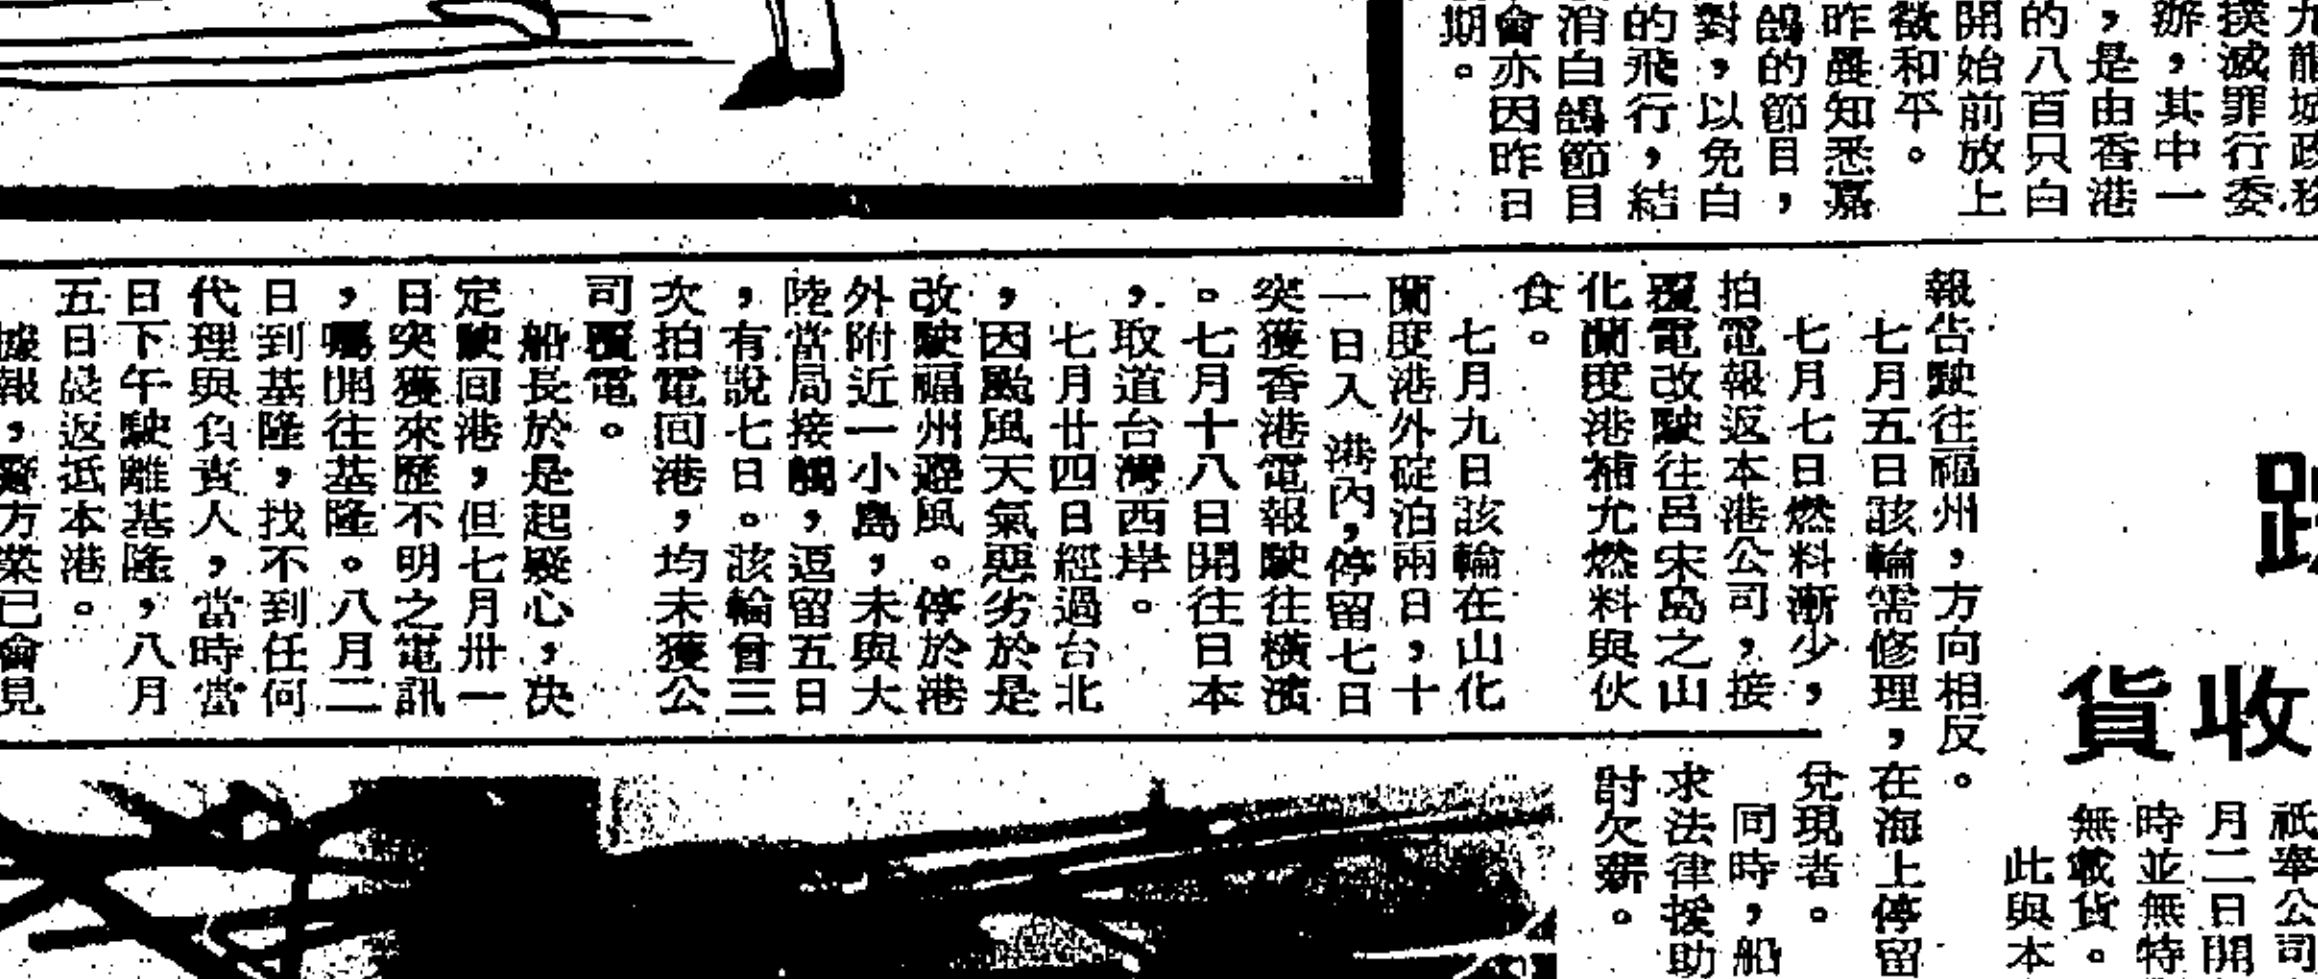 九龍城政務
撲滅罪行委
辦，其中一
，是由香港
的八百只白
開始前放上
徵和平。
昨晨知悉嘉
鴿的節目，
對，以免白
的飛行，結
消白鴿節目
會亦因昨日
期。
收貨
報告駛往福州，方向相反。
七月五日該輪需修理，在海上停留
七月七日燃料漸少，
拍電報返本港公司，接
覆電改駛往呂宋島之山
化蘭度港補充燃料與伙
食。
七月九日該輪在山化
蘭度港外碇泊兩日，十
一日入港內，停留七日
突獲香港電報駛往橫濱
。七月十八日開往日本
，取道台灣西岸。
七月廿四日經過台北
，因颱風天氣惡劣於是
改駛福州避風。停於港
外附近一小島，未與大
陸當局接觸，逗留五日
，有說七日。該輪曾三
次拍電回港，均未獲公
司覆電。
船長於是起疑心，決
定駛回港，但七月卅一
日突獲來歷不明之電訊
，囑開往基隆。八月二
日到基隆，找不到任何
代理與負責人，當時當
日下午駛離基隆，八月
五日晨返抵本港。
據報，警方業已會見
祇奉公司
月二日開
時並無特
無載貨。
此與本
兌現者。
同時，船
求法律援助
討欠薪。